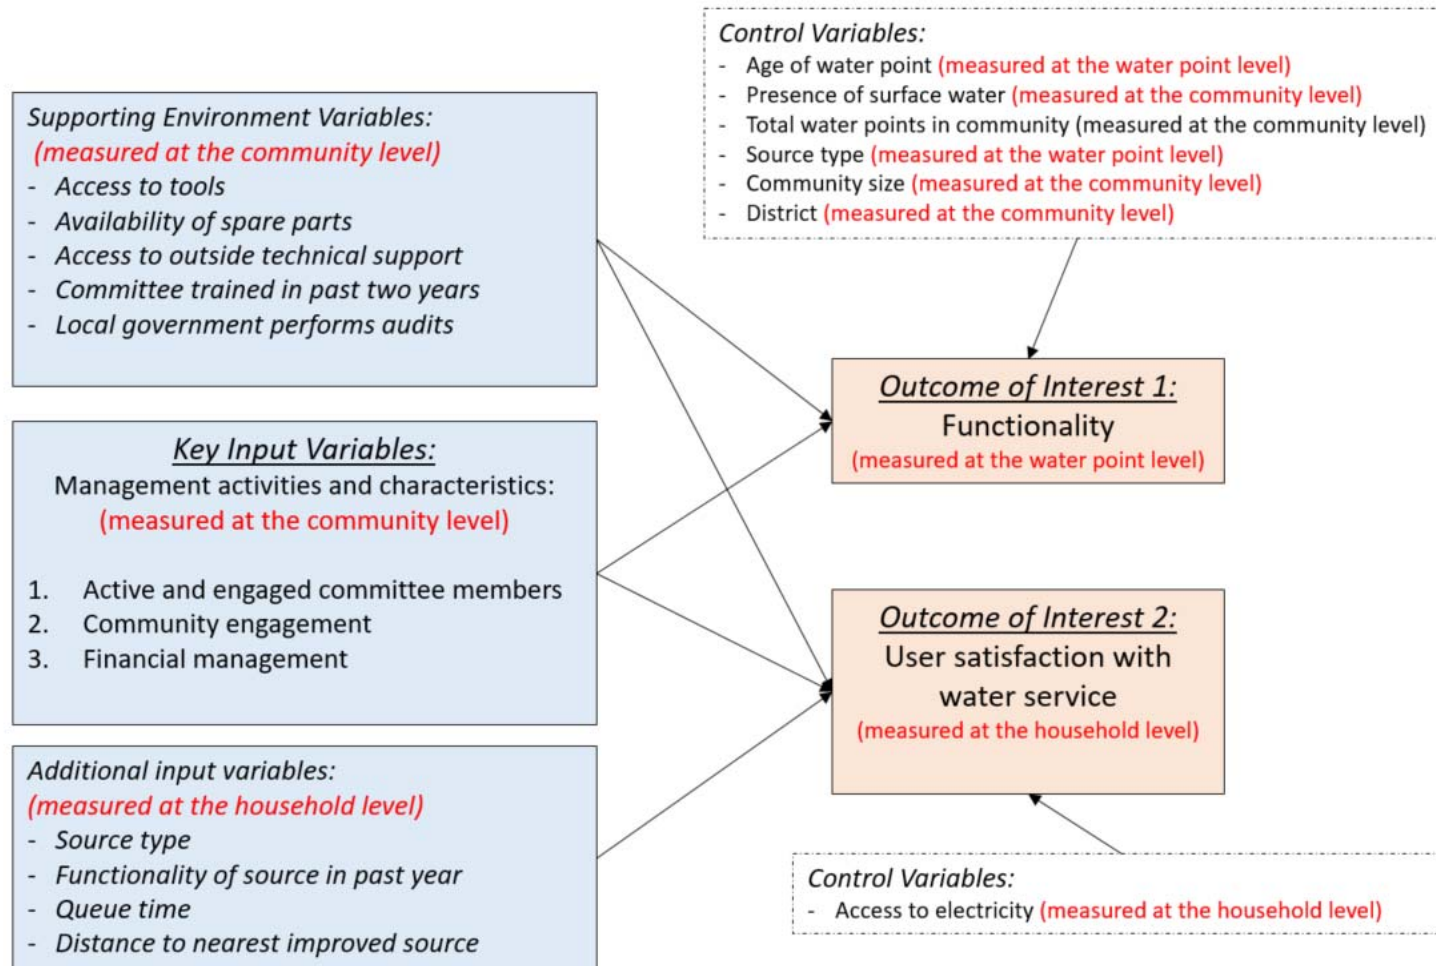 Control Variables:
- Age of water point (measured at the water point level)
- Presence of surface water (measured at the community level)
- Total water points in community (measured at the community level)
- Source type (measured at the water point level)
- Community size (measured at the community level)
- District (measured at the community level)
Supporting Environment Variables:
(measured at the community level)
- Access to tools
- Availability of spare parts
- Access to outside technical support
- Committee trained in past two years
- Local government performs audits
Key Input Variables:
Management activities and characteristics:
(measured at the community level)
1. Active and engaged committee members
2. Community engagement
3. Financial management
Additional input variables:
(measured at the household level)
- Source type
- Functionality of source in past year
- Queue time
- Distance to nearest improved source
Outcome of Interest 1:
Functionality
(measured at the water point level)
Outcome of Interest 2:
User satisfaction with
water service
(measured at the household level)
Control Variables:
- Access to electricity (measured at the household level)